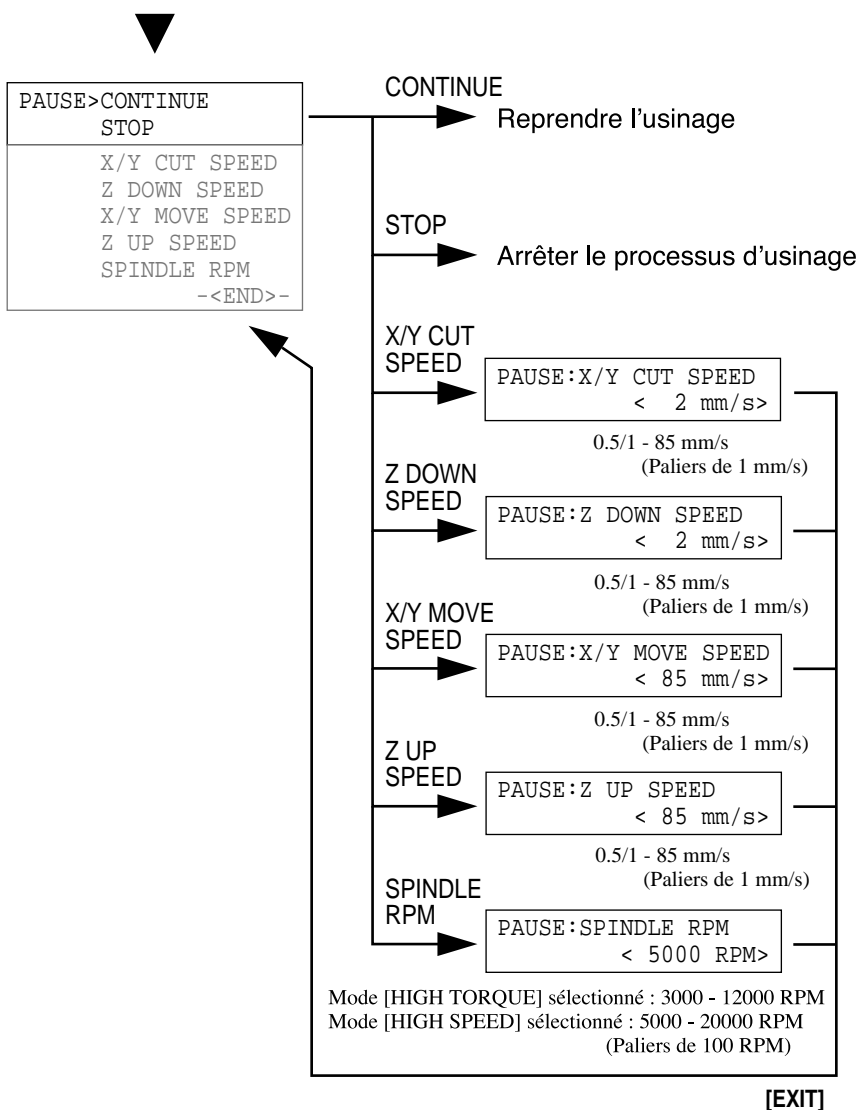 PAUSE>CONTINUE
STOP
X/Y CUT SPEED
Z DOWN SPEED
X/Y MOVE SPEED
Z UP SPEED
SPINDLE RPM
-<END>-
CONTINUE
Reprendre l'usinage
STOP
Arrêter le processus d'usinage
X/Y CUT
SPEED
PAUSE:X/Y CUT SPEED
< 2 mm/s>
0.5/1 - 85 mm/s
(Paliers de 1 mm/s)
Z DOWN
SPEED
PAUSE:Z DOWN SPEED
< 2 mm/s>
0.5/1 - 85 mm/s
(Paliers de 1 mm/s)
X/Y MOVE
SPEED
PAUSE:X/Y MOVE SPEED
< 85 mm/s>
0.5/1 - 85 mm/s
(Paliers de 1 mm/s)
Z UP
SPEED
PAUSE:Z UP SPEED
< 85 mm/s>
0.5/1 - 85 mm/s
(Paliers de 1 mm/s)
SPINDLE
RPM
PAUSE:SPINDLE RPM
< 5000 RPM>
Mode [HIGH TORQUE] sélectionné : 3000 - 12000 RPM
Mode [HIGH SPEED] sélectionné : 5000 - 20000 RPM
(Paliers de 100 RPM)
[EXIT]